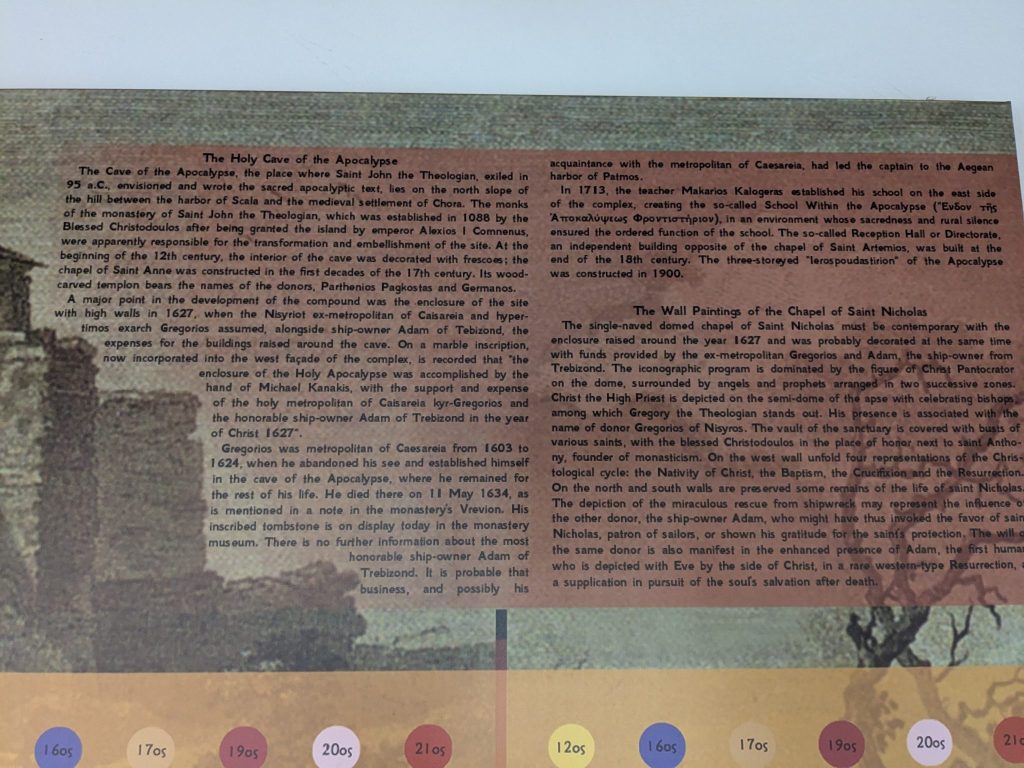 The Holy Cave of the Apocalypse
The Cave of the Apocalypse, the place where Saint John the Theologian, exiled in
95 a.C., envisioned and wrote the sacred apocalyptic text, lies on the north slope of
the hill between the harbor of Scala and the medieval settlement of Chora. The monks
of the monastery of Saint John the Theologian, which was established in 1088 by the
Blessed Christodoulos after being granted the island by emperor Alexios I Comnenus,
were apparently responsible for the transformation and embellishment of the site. At the
beginning of the 12th century, the interior of the cave was decorated with frescoes; the
chapel of Saint Anne was constructed in the first decades of the 17th century. Its wood-
carved templon bears the names of the donors, Parthenios Pagkostas and Germanos.
A major point in the development of the compound was the enclosure of the site
with high walls in 1627, when the Nisyriot ex-metropolitan of Caisareia and hyper-
timos exarch Gregorios assumed, alongside ship-owner Adam of Tebizond, the
expenses for the buildings raised around the cave. On a marble inscription,
now incorporated into the west façade of the complex, is recorded that "the
enclosure of the Holy Apocalypse was accomplished by the
hand of Michael Kanakis, with the support and expense
of the holy metropolitan of Caisareia kyr-Gregorios and
the honorable ship-owner Adam of Trebizond in the year
of Christ 1627".
Gregorios was metropolitan of Caesareia from 1603 to
1624, when he abandoned his see and established himself
in the cave of the Apocalypse, where he remained for
the rest of his life. He died there on 11 May 1634, as
is mentioned in a note in the monastery's Vrevion. His
inscribed tombstone is on display today in the monastery
museum. There is no further information about the most
honorable ship-owner Adam of
Trebizond. It is probable that
business, and possibly his
acquaintance with the metropolitan of Caesareia, had led the captain to the Aegean
harbor of Patmos.
In 1713, the teacher Makarios Kalogeras established his school on the east side
of the complex, creating the so-called School Within the Apocalypse (Ἔνδον τῆς
Ἀποκαλύψεως Φροντιστήριον), in an environment whose sacredness and rural silence
ensured the ordered function of the school. The so-called Reception Hall or Directorate,
an independent building opposite of the chapel of Saint Artemios, was built at the
end of the 18th century. The three-storeyed "Ierospoudastirion" of the Apocalypse
was constructed in 1900.
The Wall Paintings of the Chapel of Saint Nicholas
The single-naved domed chapel of Saint Nicholas must be contemporary with the
enclosure raised around the year 1627 and was probably decorated at the same time
with funds provided by the ex-metropolitan Gregorios and Adam, the ship-owner from
Trebizond. The iconographic program is dominated by the figure of Christ Pantocrator
on the dome, surrounded by angels and prophets arranged in two successive zones.
Christ the High Priest is depicted on the semi-dome of the apse with celebrating bishops
among which Gregory the Theologian stands out. His presence is associated with the
name of donor Gregorios of Nisyros. The vault of the sanctuary is covered with busts of
various saints, with the blessed Christodoulos in the place of honor next to saint Antho-
ny, founder of monasticism. On the west wall unfold four representations of the Chris-
tological cycle: the Nativity of Christ, the Baptism, the Crucifixion and the Resurrection.
On the north and south walls are preserved some remains of the life of saint Nicholas.
The depiction of the miraculous rescue from shipwreck may represent the influence of
the other donor, the ship-owner Adam, who might have thus invoked the favor of saint
Nicholas, patron of sailors, or shown his gratitude for the saint's protection. The will of
the same donor is also manifest in the enhanced presence of Adam, the first human
who is depicted with Eve by the side of Christ, in a rare western-type Resurrection,
a supplication in pursuit of the soul's salvation after death.
16ος 17ος 19ος 20ος 21ος 12ος 16ος 17ος 19ος 20ος